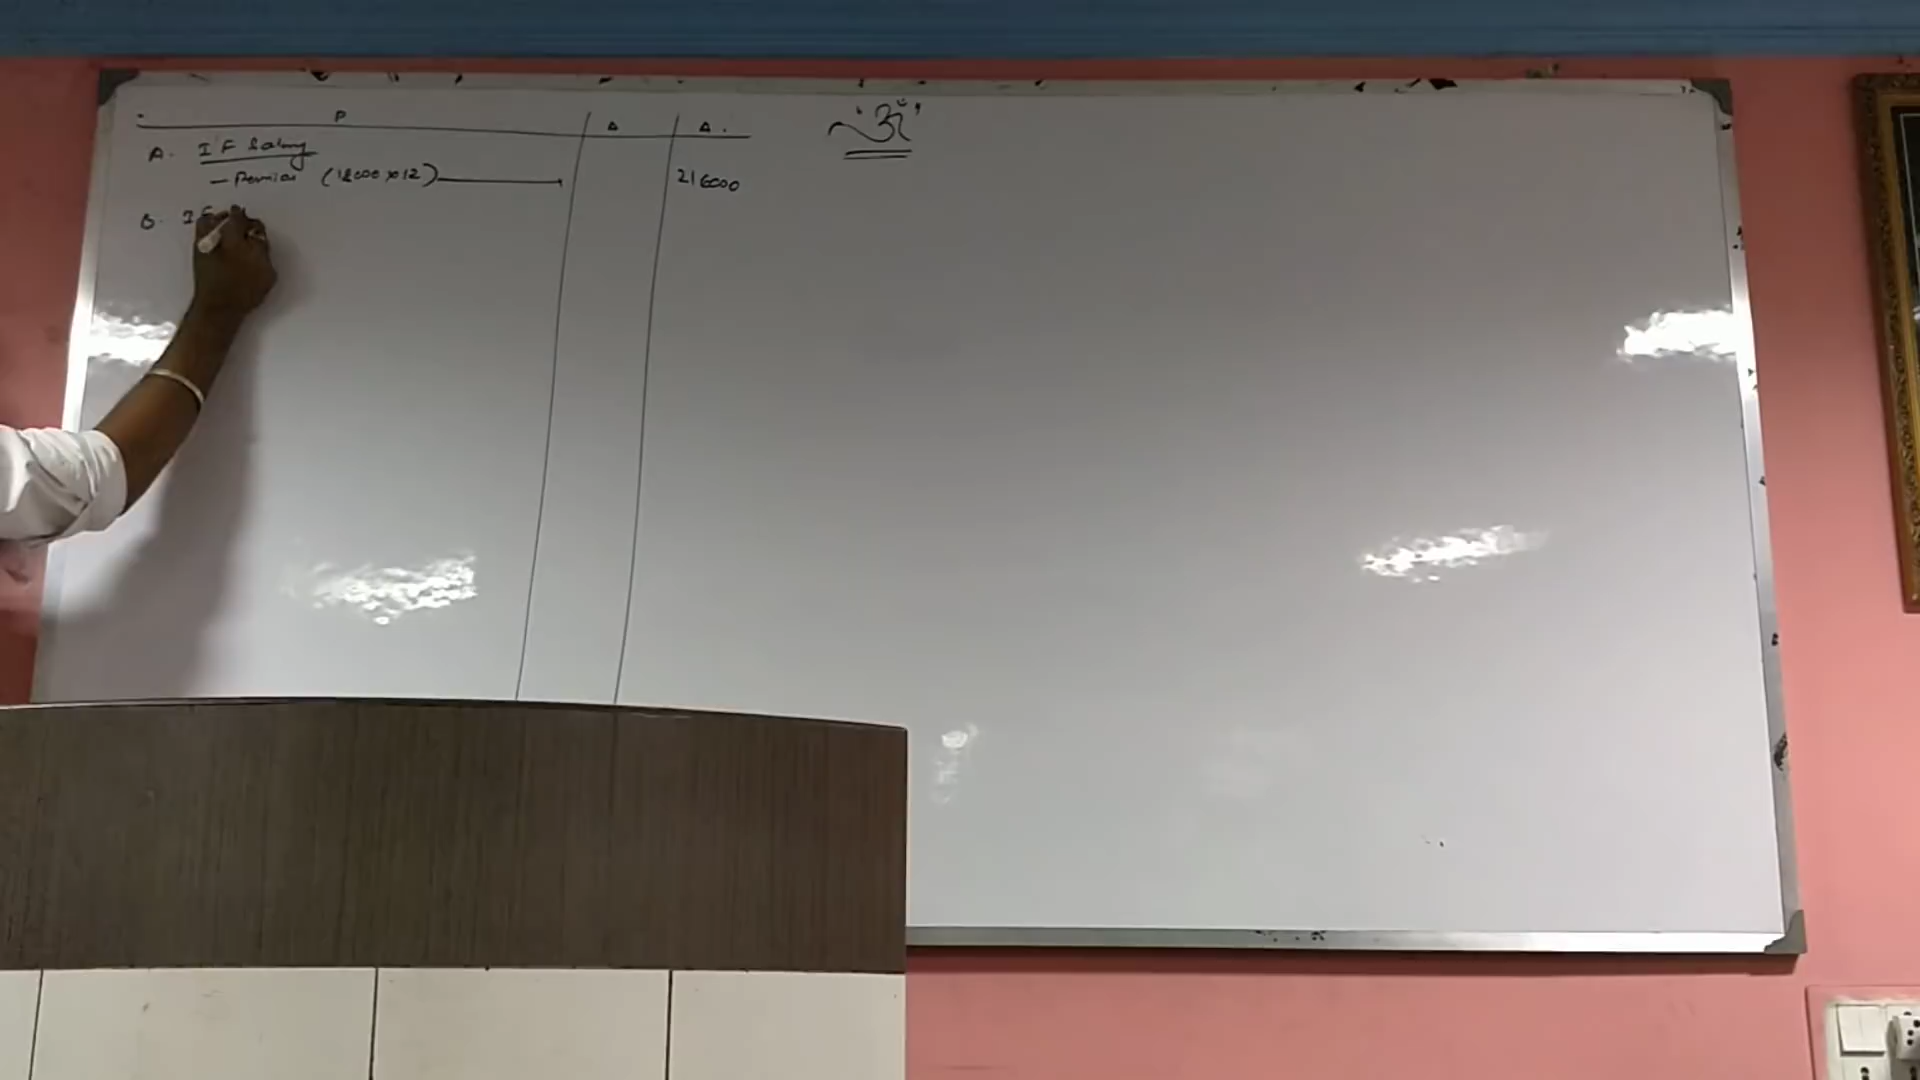 P A A.
ॐ
A. I F Salary
— Pension (18000 x 12) 216000
B. I F